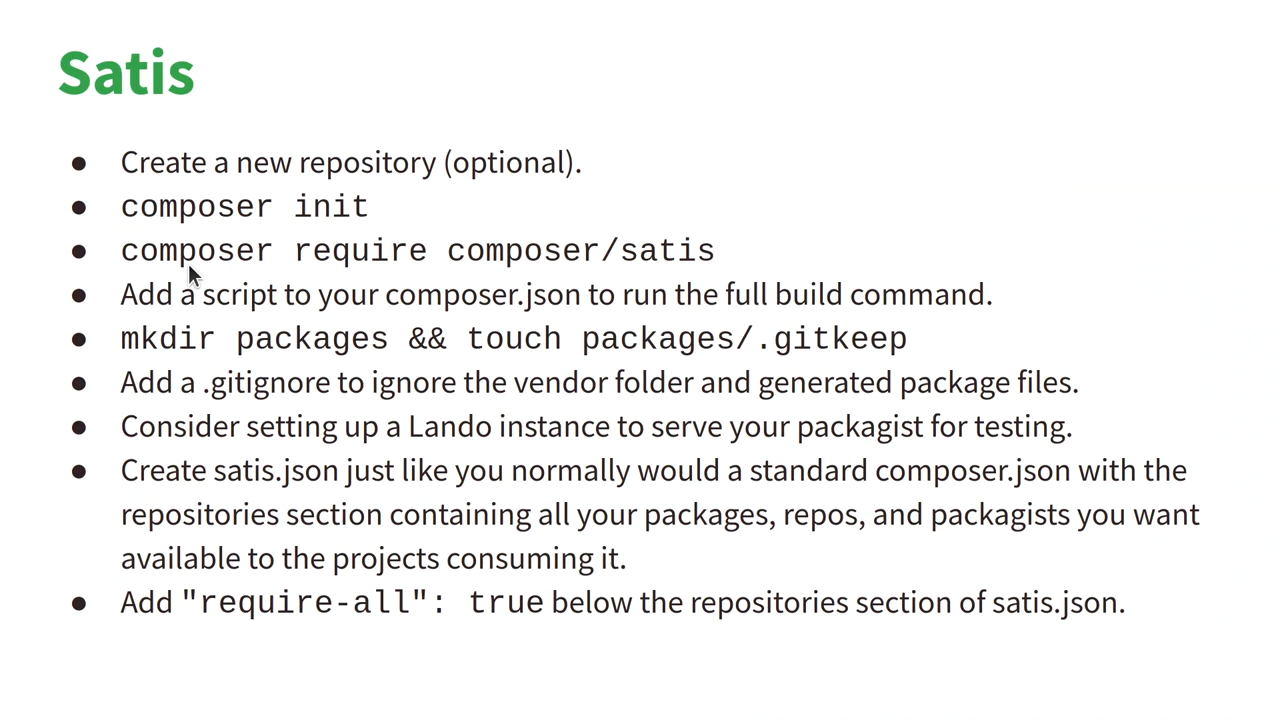 Satis
● Create a new repository (optional).
● composer init
● composer require composer/satis
● Add a script to your composer.json to run the full build command.
● mkdir packages && touch packages/.gitkeep
● Add a .gitignore to ignore the vendor folder and generated package files.
● Consider setting up a Lando instance to serve your packagist for testing.
● Create satis.json just like you normally would a standard composer.json with the
repositories section containing all your packages, repos, and packagists you want
available to the projects consuming it.
● Add "require-all": true below the repositories section of satis.json.